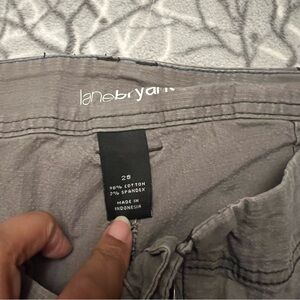 lanebryant
28
98% COTTON
2% SPANDEX
MADE IN
INDONESIA